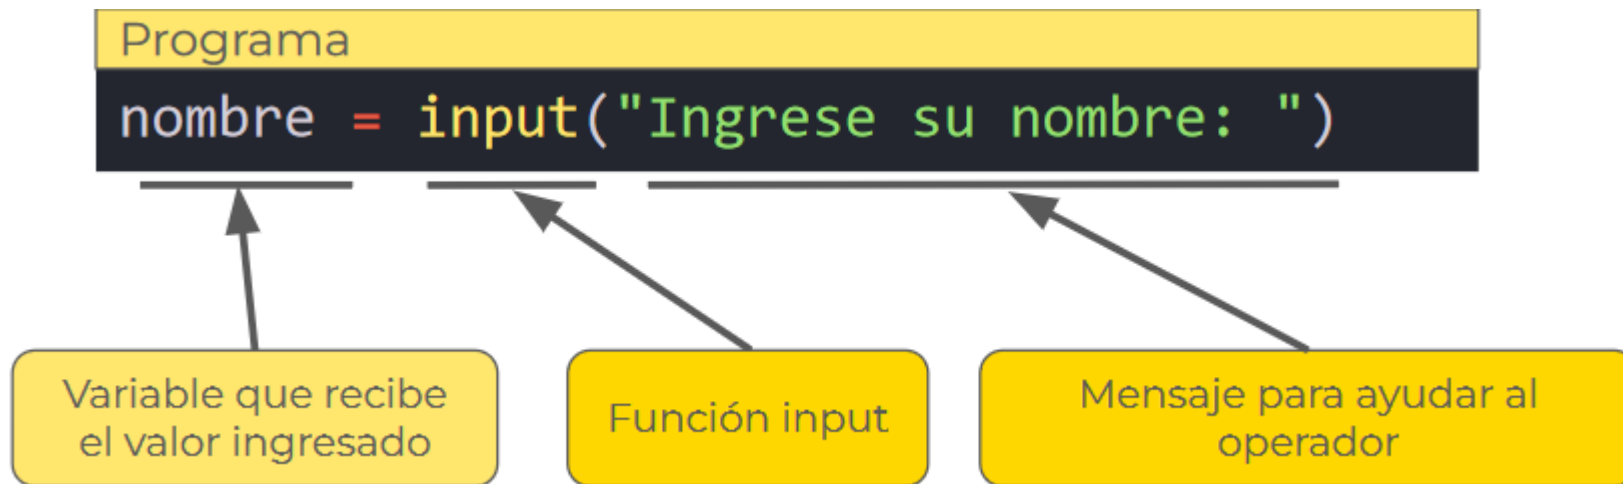 Programa
nombre = input("Ingrese su nombre: ")
Variable que recibe
el valor ingresado
Función input
Mensaje para ayudar al
operador